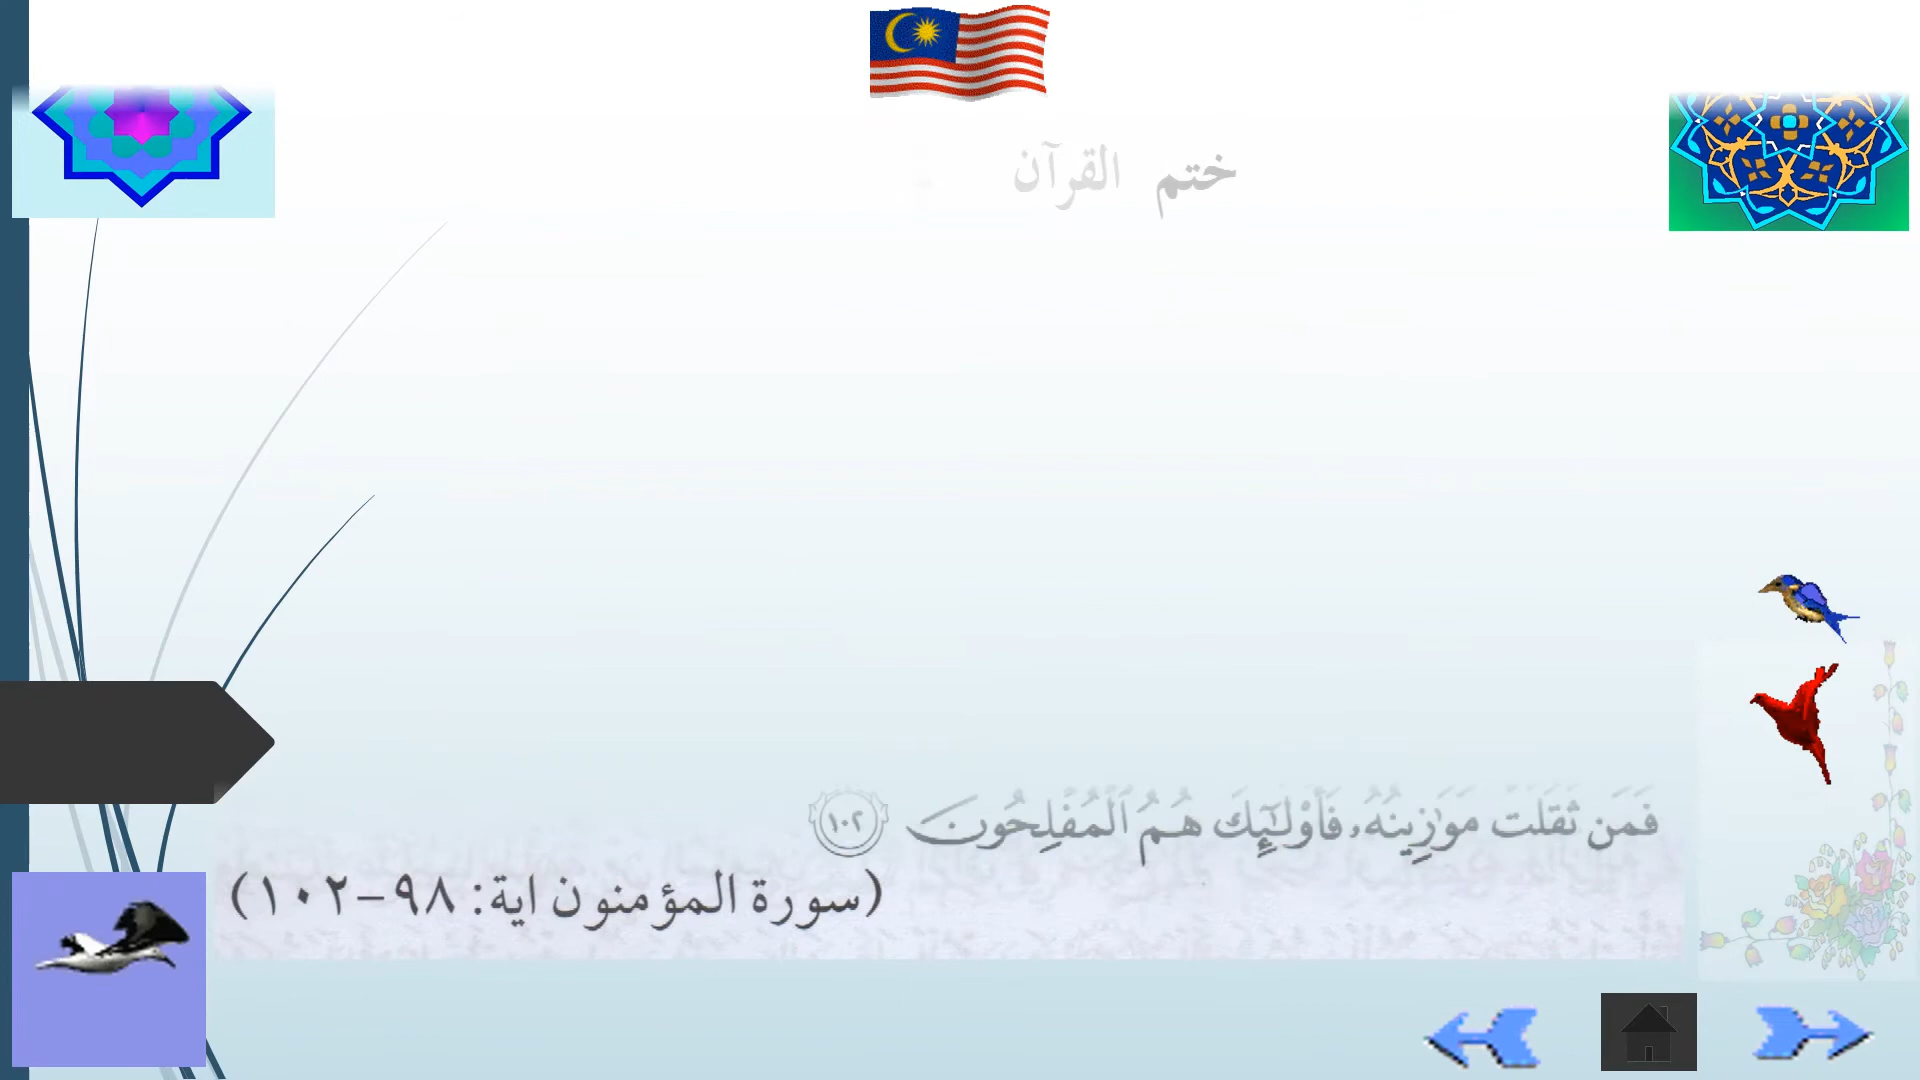 ختم القرآن
فَمَن ثَقُلَتْ مَوَٰزِينُهُۥ فَأُو۟لَـٰٓئِكَ هُمُ ٱلْمُفْلِحُونَ ١٠٢
(سورة المؤمنون اية: ٩٨-١٠٢)